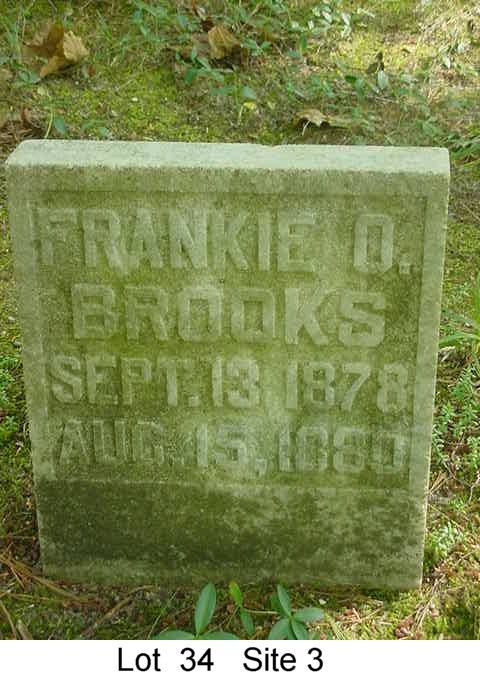 FRANKIE O.
BROOKS
SEPT. 13, 1878
AUG. 15, 1880
Lot 34 Site 3